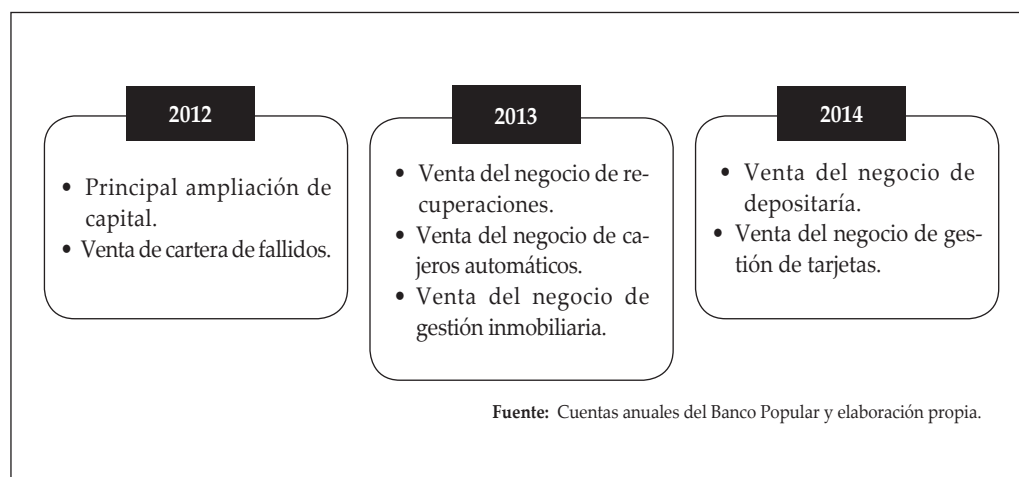 2012
• Principal ampliación de
capital.
• Venta de cartera de fallidos.
2013
• Venta del negocio de re-
cuperaciones.
• Venta del negocio de ca-
jeros automáticos.
• Venta del negocio de
gestión inmobiliaria.
2014
• Venta del negocio de
depositaría.
• Venta del negocio de ges-
tión de tarjetas.
Fuente: Cuentas anuales del Banco Popular y elaboración propia.